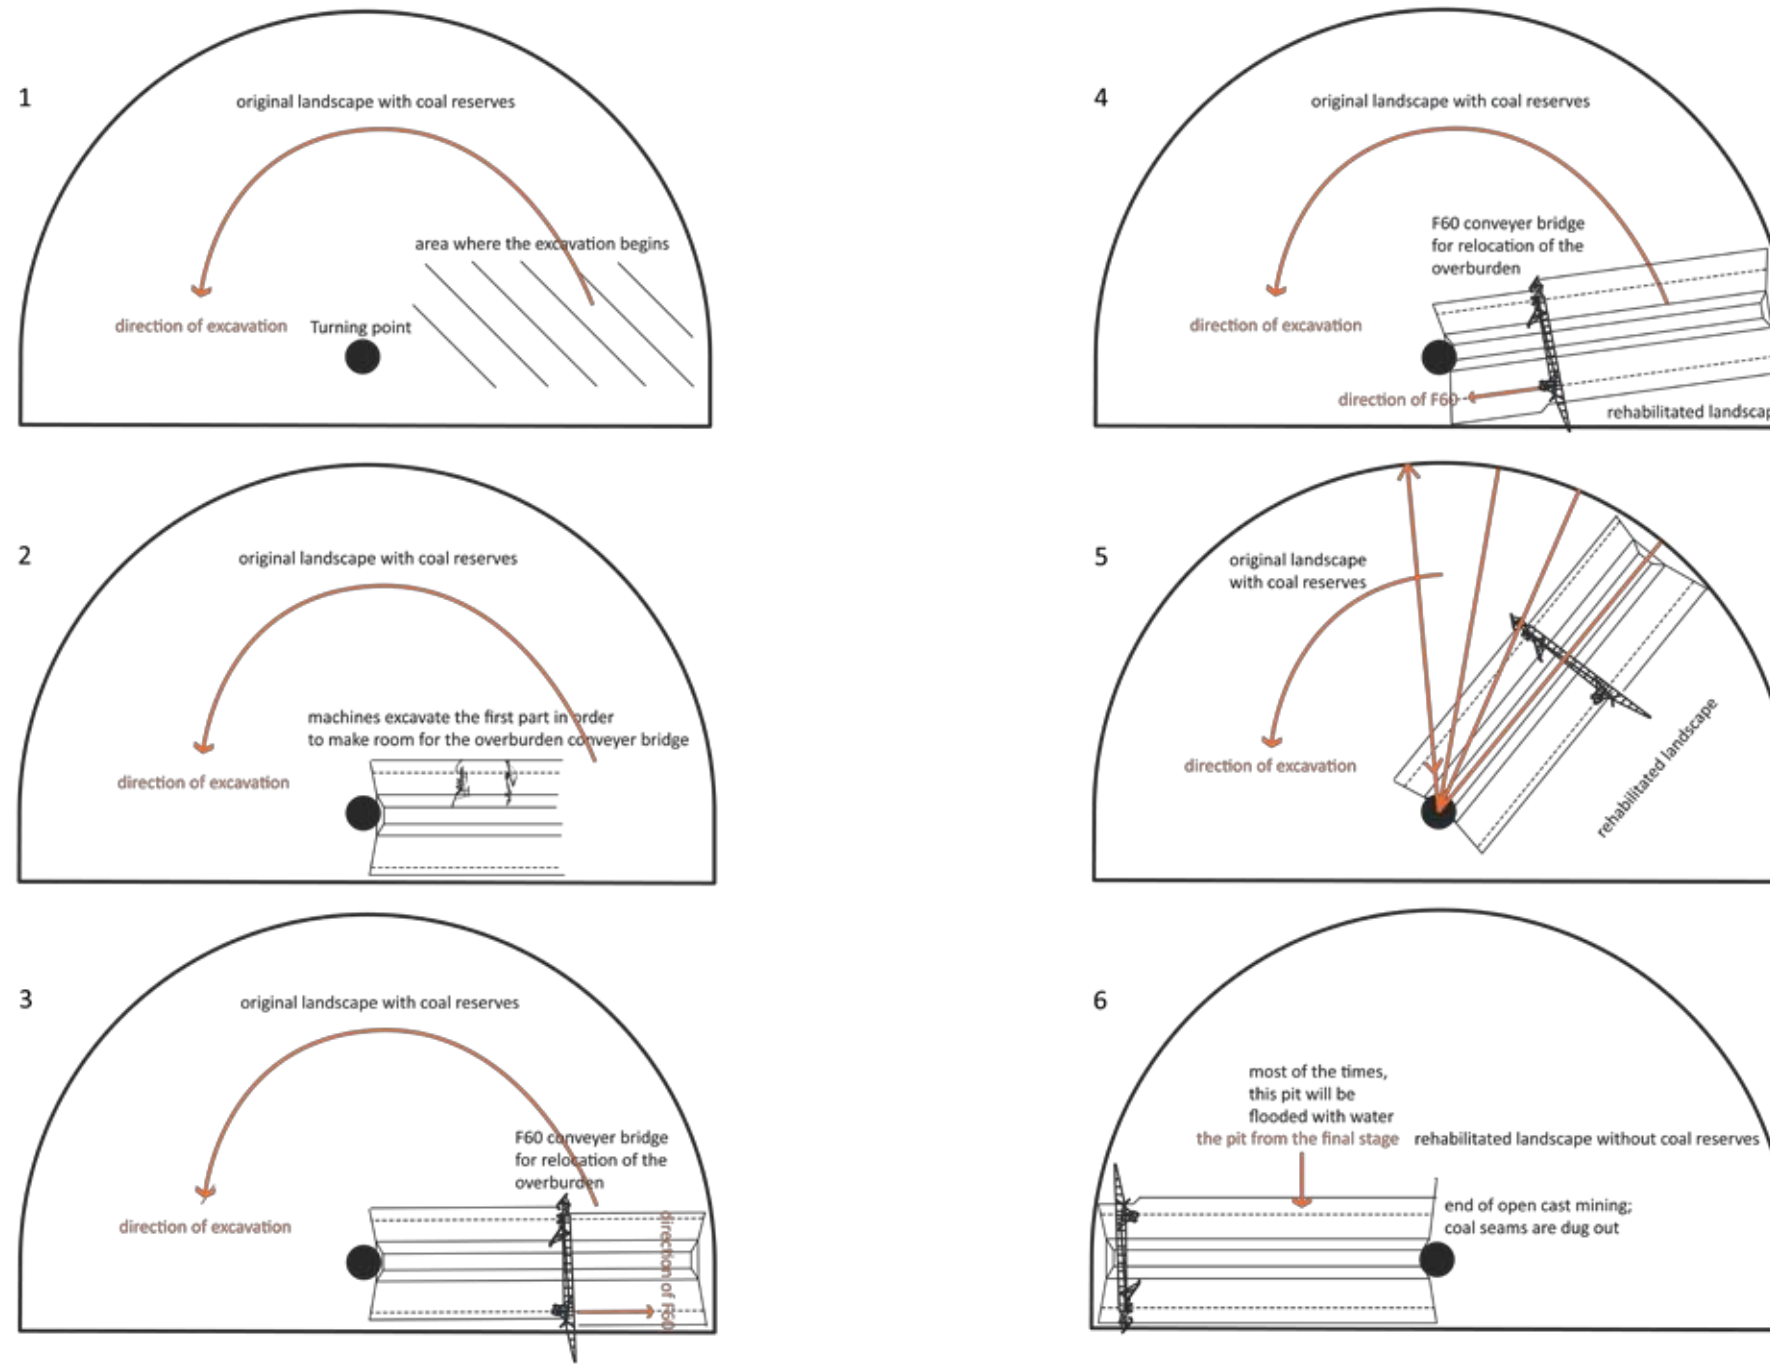 1
original landscape with coal reserves
area where the excavation begins
direction of excavation
Turning point
2
original landscape with coal reserves
machines excavate the first part in order
to make room for the overburden conveyer bridge
direction of excavation
3
original landscape with coal reserves
F60 conveyer bridge
for relocation of the
overburden
direction of excavation
direction of F60
4
original landscape with coal reserves
F60 conveyer bridge
for relocation of the
overburden
direction of excavation
direction of F60
rehabilitated landscap
5
original landscape
with coal reserves
direction of excavation
rehabilitated landscape
6
most of the times,
this pit will be
flooded with water
the pit from the final stage
rehabilitated landscape without coal reserves
end of open cast mining;
coal seams are dug out